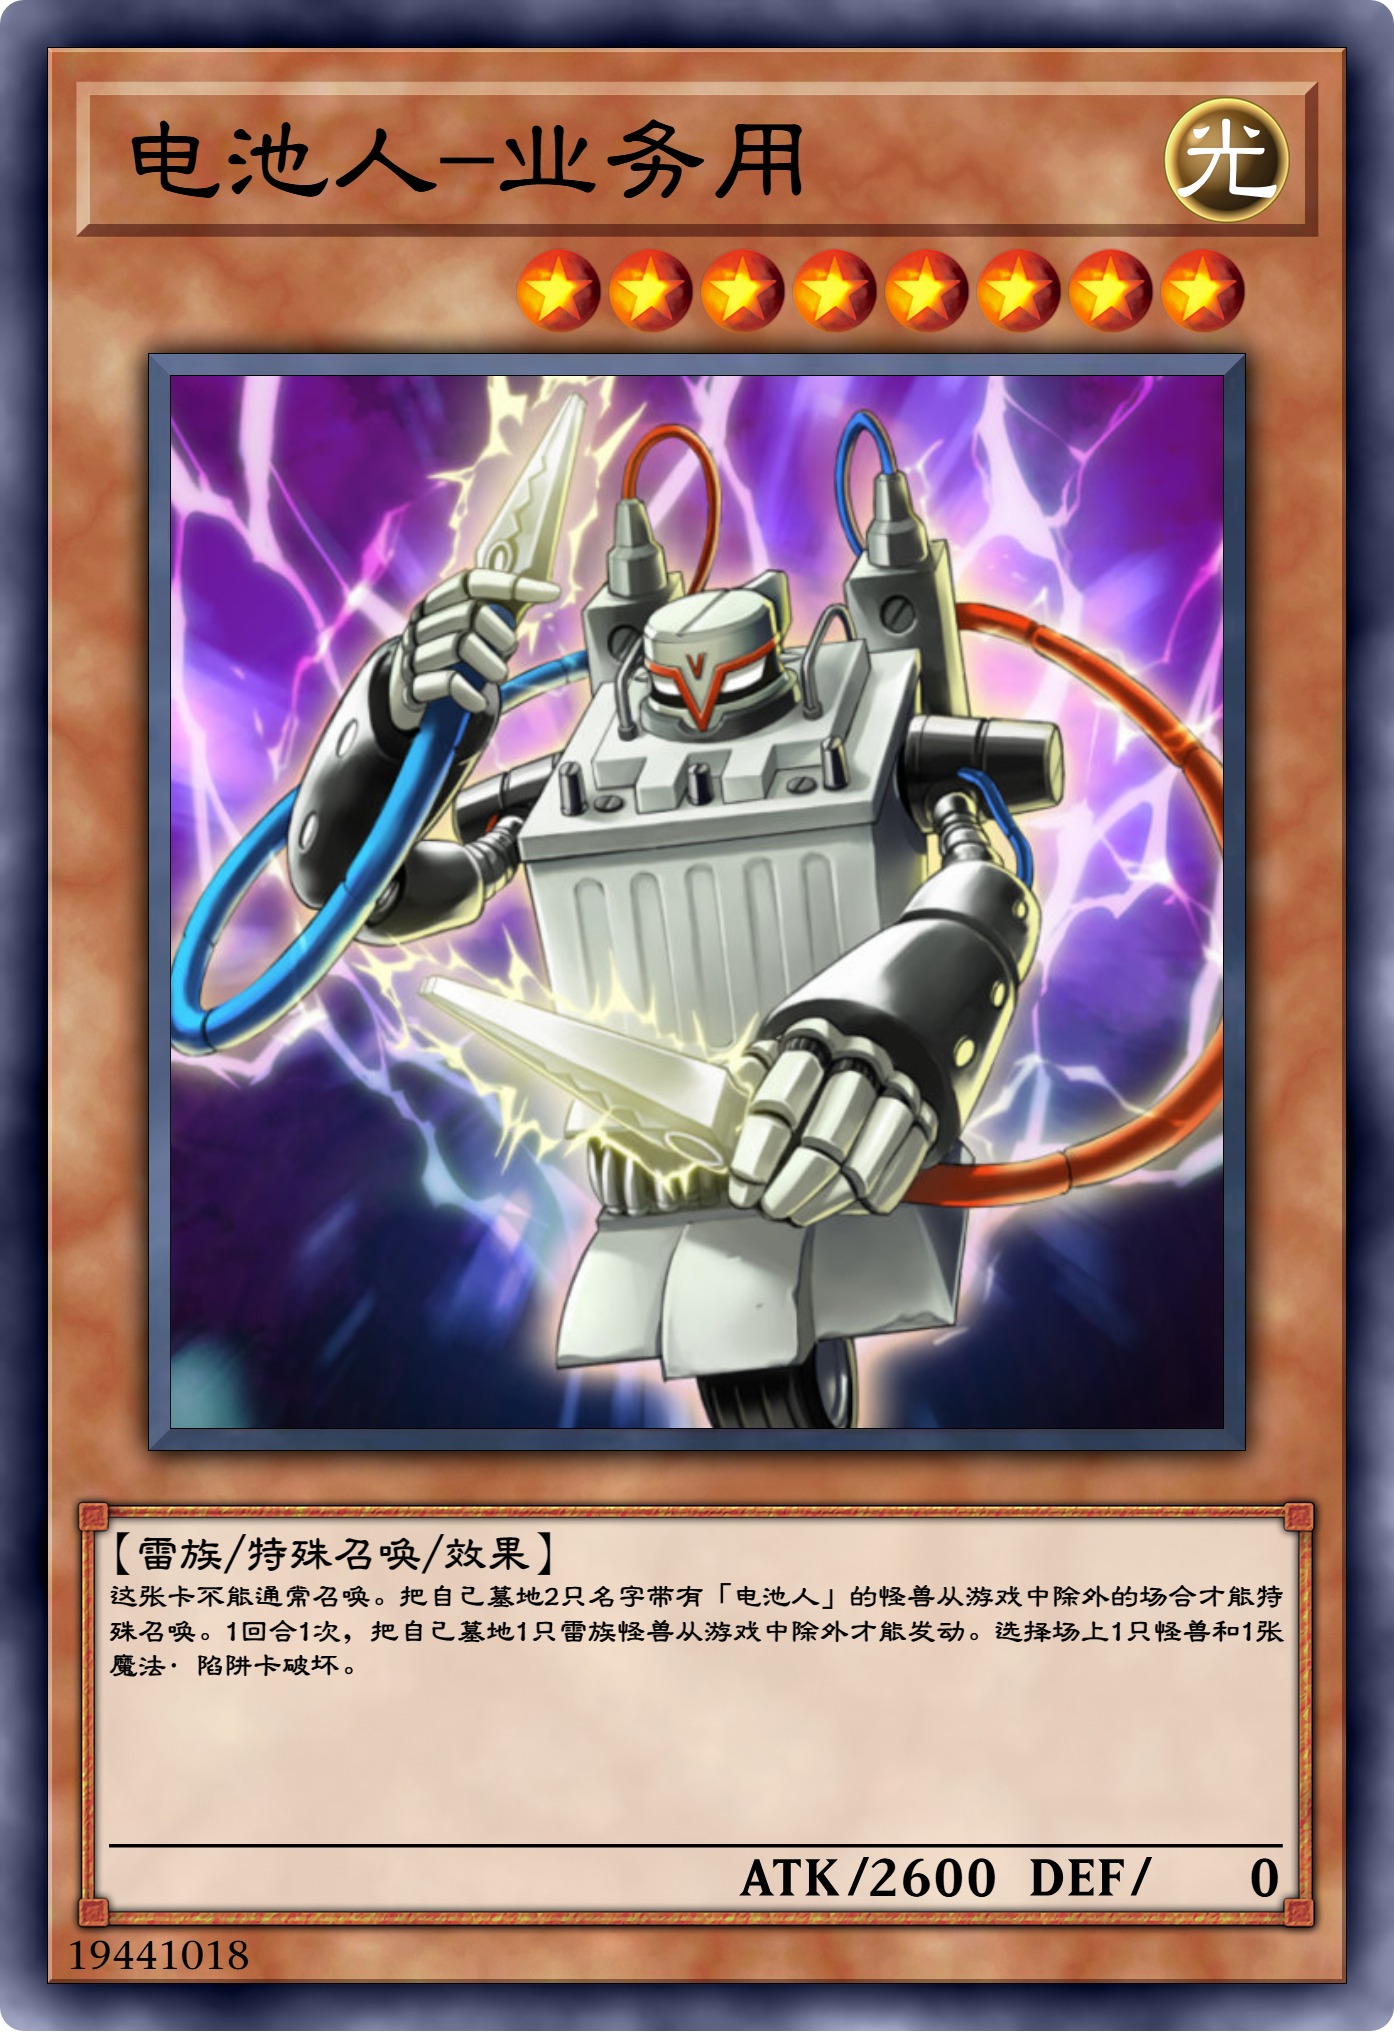 电池人-业务用
光
V
【雷族/特殊召唤/效果】
这张卡不能通常召唤。把自己墓地2只名字带有「电池人」的怪兽从游戏中除外的场合才能特
殊召唤。1回合1次，把自己墓地1只雷族怪兽从游戏中除外才能发动。选择场上1只怪兽和1张
魔法·陷阱卡破坏。
ATK/2600 DEF/ 0
19441018